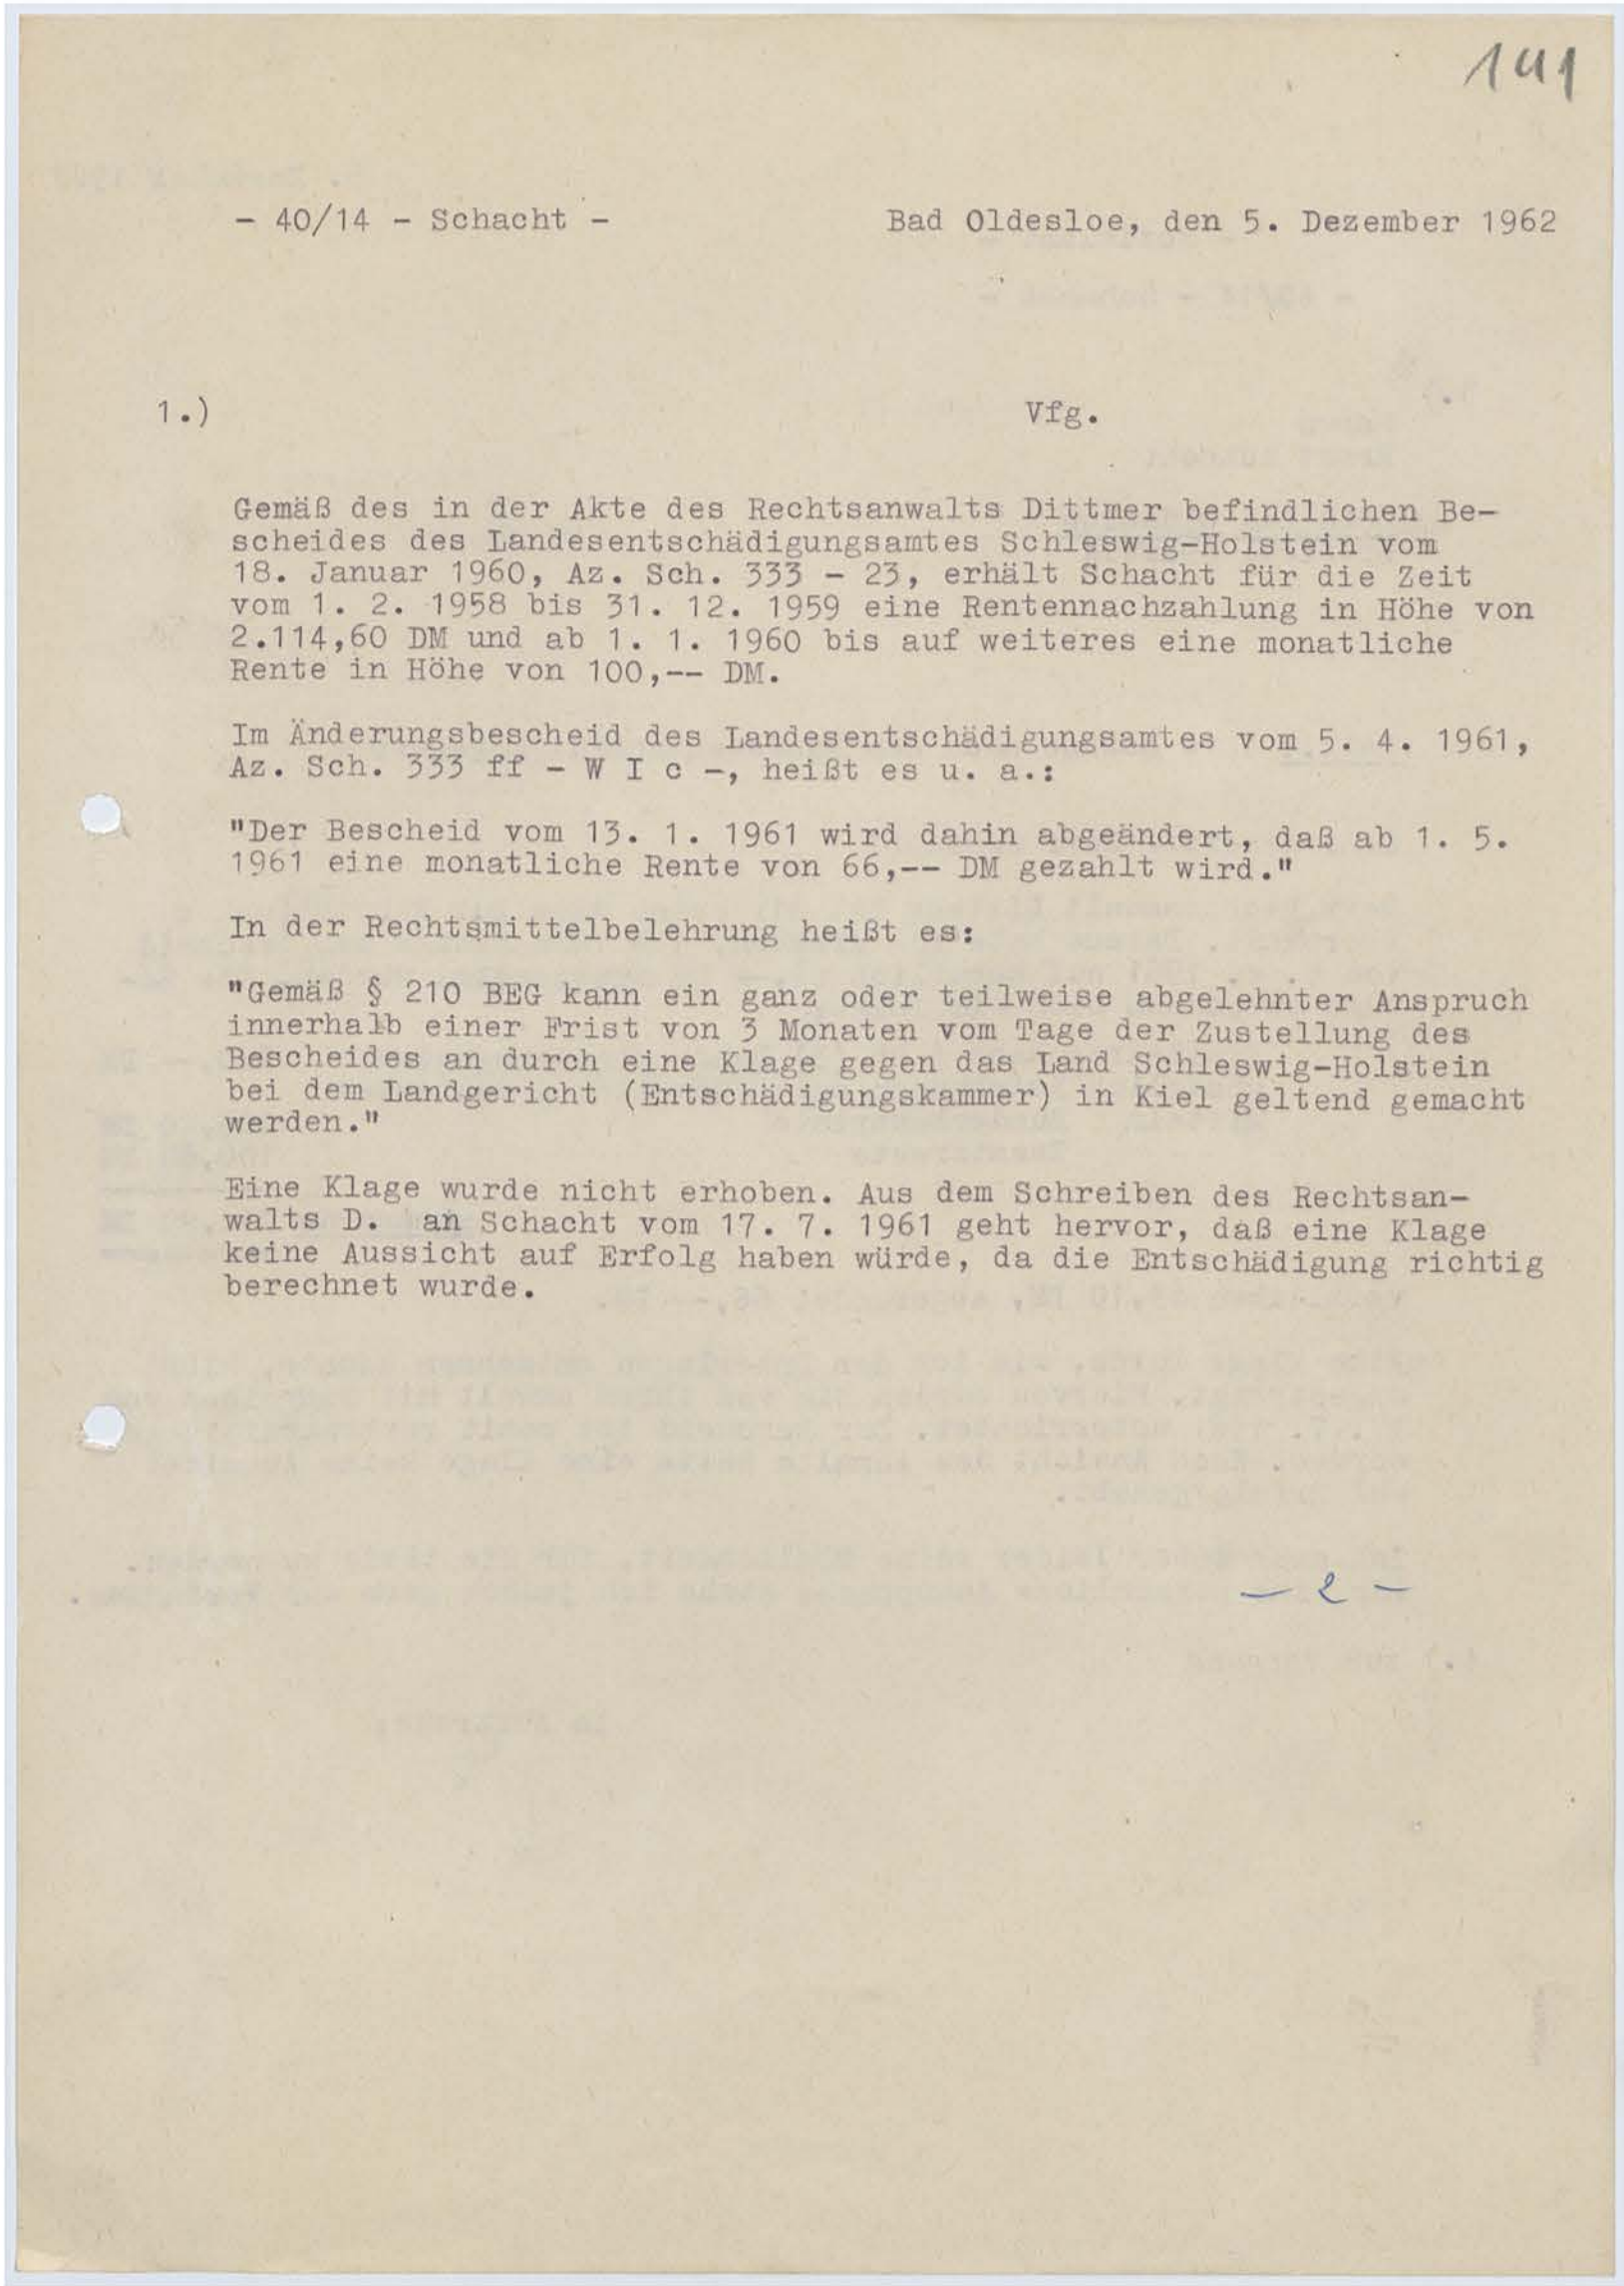 141
- 40/14 - Schacht - Bad Oldesloe, den 5. Dezember 1962
1.) Vfg.
Gemäß des in der Akte des Rechtsanwalts Dittmer befindlichen Be-
scheides des Landesentschädigungsamtes Schleswig-Holstein vom
18. Januar 1960, Az. Sch. 333 - 23, erhält Schacht für die Zeit
vom 1. 2. 1958 bis 31. 12. 1959 eine Rentennachzahlung in Höhe von
2.114,60 DM und ab 1. 1. 1960 bis auf weiteres eine monatliche
Rente in Höhe von 100,-- DM.
Im Änderungsbescheid des Landesentschädigungsamtes vom 5. 4. 1961,
Az. Sch. 333 ff - W I c -, heißt es u. a.:
"Der Bescheid vom 13. 1. 1961 wird dahin abgeändert, daß ab 1. 5.
1961 eine monatliche Rente von 66,-- DM gezahlt wird."
In der Rechtsmittelbelehrung heißt es:
"Gemäß § 210 BEG kann ein ganz oder teilweise abgelehnter Anspruch
innerhalb einer Frist von 3 Monaten vom Tage der Zustellung des
Bescheides an durch eine Klage gegen das Land Schleswig-Holstein
bei dem Landgericht (Entschädigungskammer) in Kiel geltend gemacht
werden."
Eine Klage wurde nicht erhoben. Aus dem Schreiben des Rechtsan-
walts D. an Schacht vom 17. 7. 1961 geht hervor, daß eine Klage
keine Aussicht auf Erfolg haben würde, da die Entschädigung richtig
berechnet wurde.
- 2 -